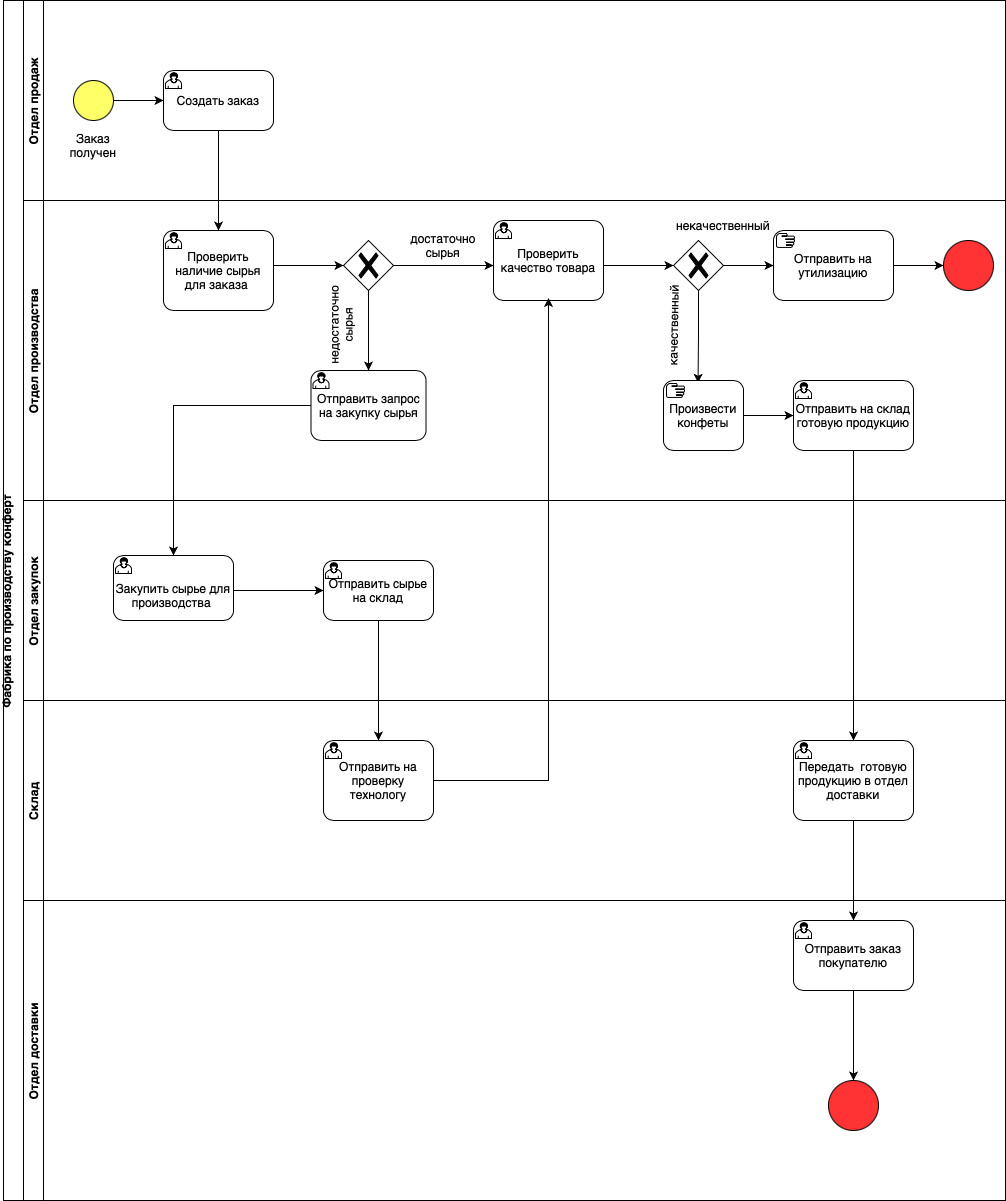 Фабрика по производству конферт
Отдел продаж
Заказ
получен
Создать заказ
Отдел производства
Проверить
наличие сырья
для заказа
достаточно
сырья
недостаточно
сырья
Отправить запрос
на закупку сырья
Проверить
качество товара
некачественный
качественный
Отправить на
утилизацию
Произвести
конфеты
Отправить на склад
готовую продукцию
Отдел закупок
Закупить сырье для
производства
Отправить сырье
на склад
Склад
Отправить на
проверку
технологу
Передать готовую
продукцию в отдел
доставки
Отдел доставки
Отправить заказ
покупателю